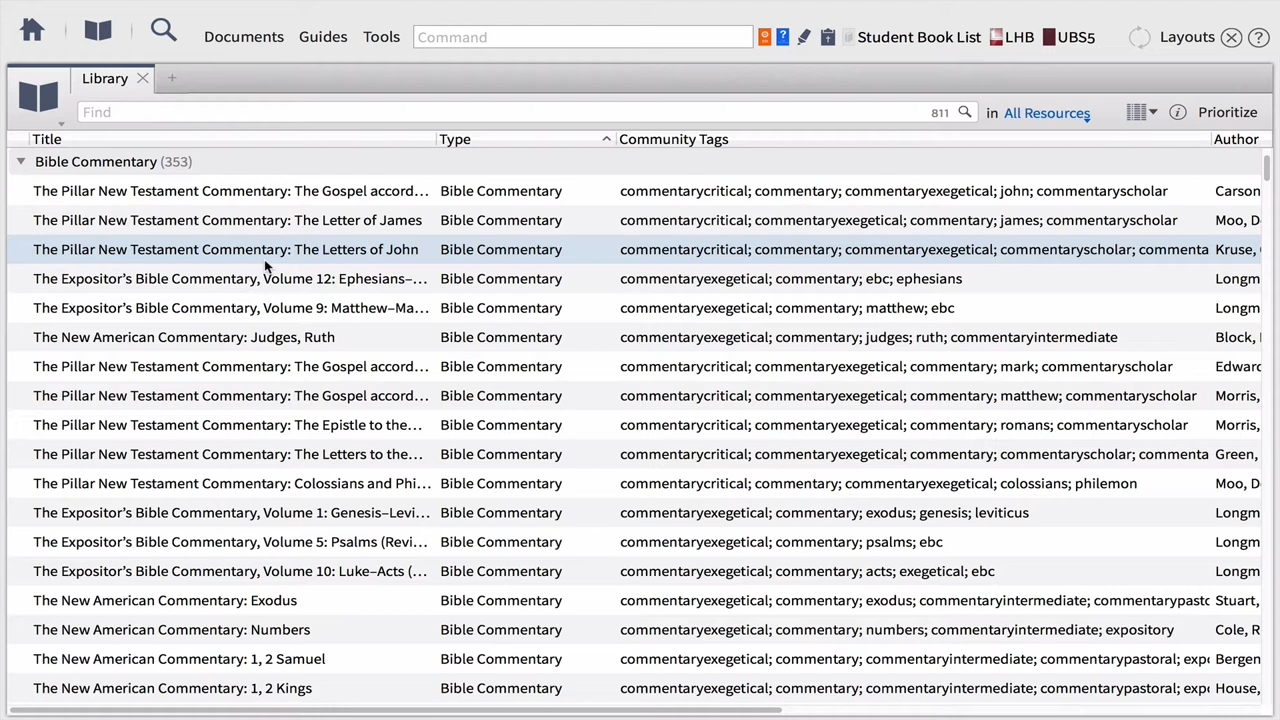 Documents Guides Tools Command Student Book List LHB UBS5 Layouts
Library
Find 811 in All Resources Prioritize
Title Type Community Tags Author
Bible Commentary (353)
The Pillar New Testament Commentary: The Gospel accord... Bible Commentary commentarycritical; commentary; commentaryexegetical; john; commentaryscholar Carson
The Pillar New Testament Commentary: The Letter of James Bible Commentary commentarycritical; commentaryexegetical; commentary; james; commentaryscholar Moo, D
The Pillar New Testament Commentary: The Letters of John Bible Commentary commentarycritical; commentary; commentaryexegetical; commentaryscholar; commenta Kruse,
The Expositor's Bible Commentary, Volume 12: Ephesians–... Bible Commentary commentaryexegetical; commentary; ebc; ephesians Longm
The Expositor's Bible Commentary, Volume 9: Matthew–Ma... Bible Commentary commentaryexegetical; commentary; matthew; ebc Longm
The New American Commentary: Judges, Ruth Bible Commentary commentaryexegetical; commentary; judges; ruth; commentaryintermediate Block,
The Pillar New Testament Commentary: The Gospel accord... Bible Commentary commentarycritical; commentaryexegetical; commentary; mark; commentaryscholar Edward
The Pillar New Testament Commentary: The Gospel accord... Bible Commentary commentarycritical; commentaryexegetical; commentary; matthew; commentaryscholar Morris,
The Pillar New Testament Commentary: The Epistle to the... Bible Commentary commentarycritical; commentaryexegetical; commentary; romans; commentaryscholar Morris,
The Pillar New Testament Commentary: The Letters to the... Bible Commentary commentarycritical; commentaryexegetical; commentary; commentaryscholar; commenta Green,
The Pillar New Testament Commentary: Colossians and Phi... Bible Commentary commentarycritical; commentary; commentaryexegetical; colossians; philemon Moo, D
The Expositor's Bible Commentary, Volume 1: Genesis–Levi... Bible Commentary commentaryexegetical; commentary; exodus; genesis; leviticus Longm
The Expositor's Bible Commentary, Volume 5: Psalms (Revi... Bible Commentary commentaryexegetical; commentary; psalms; ebc Longm
The Expositor's Bible Commentary, Volume 10: Luke–Acts (... Bible Commentary commentaryexegetical; commentary; acts; exegetical; ebc Longm
The New American Commentary: Exodus Bible Commentary commentaryexegetical; commentary; exodus; commentaryintermediate; commentarypasto Stuart,
The New American Commentary: Numbers Bible Commentary commentaryexegetical; commentary; numbers; commentaryintermediate; expository Cole, R
The New American Commentary: 1, 2 Samuel Bible Commentary commentaryexegetical; commentary; commentaryintermediate; commentarypastoral; expo Bergen
The New American Commentary: 1, 2 Kings Bible Commentary commentaryexegetical; commentary; commentaryintermediate; commentarypastoral; expo House,